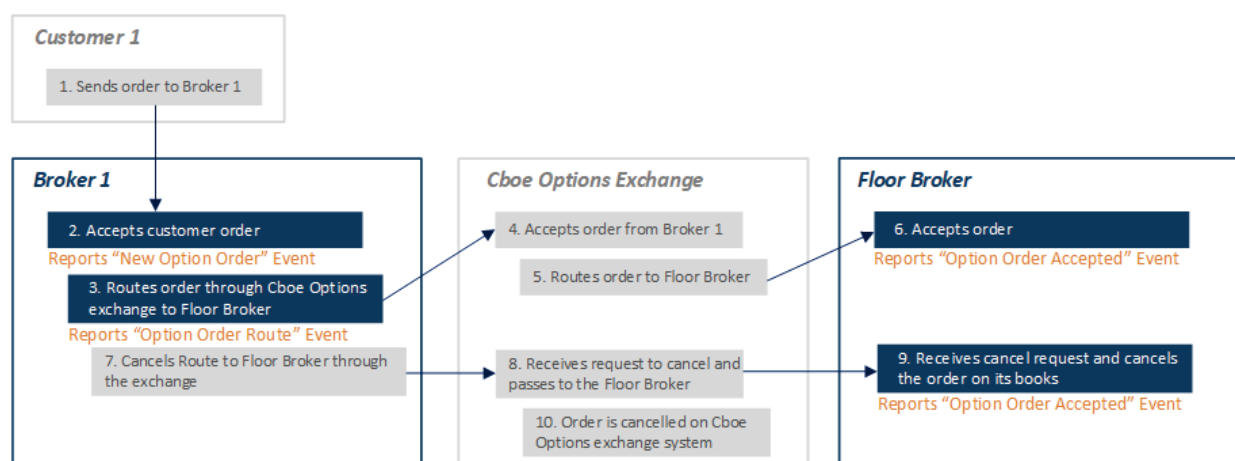 Customer 1
1. Sends order to Broker 1
Broker 1
2. Accepts customer order
Reports “New Option Order” Event
3. Routes order through Cboe Options
exchange to Floor Broker
Reports “Option Order Route” Event
7. Cancels Route to Floor Broker through
the exchange
Cboe Options Exchange
4. Accepts order from Broker 1
5. Routes order to Floor Broker
8. Receives request to cancel and
passes to the Floor Broker
10. Order is cancelled on Cboe
Options exchange system
Floor Broker
6. Accepts order
Reports “Option Order Accepted” Event
9. Receives cancel request and cancels
the order on its books
Reports “Option Order Accepted” Event